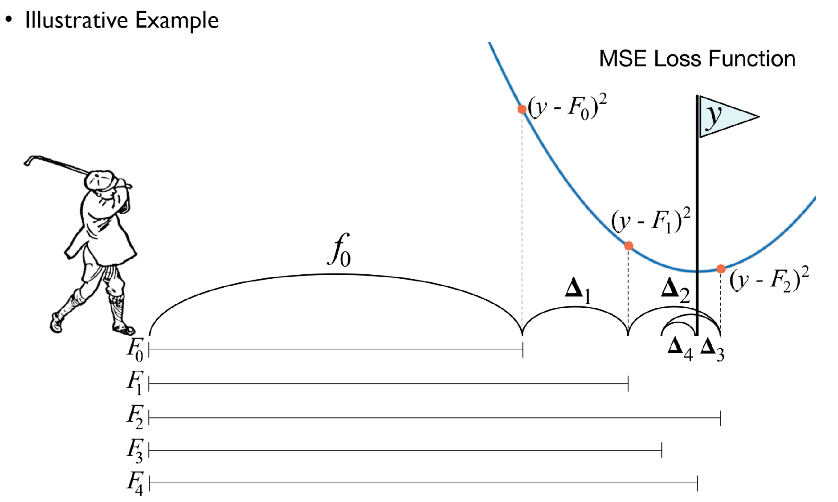 • Illustrative Example
MSE Loss Function
(y - F₀)²
y
(y - F₁)²
f₀
(y - F₂)²
Δ₁
Δ₂
Δ₄ Δ₃
F₀
F₁
F₂
F₃
F₄